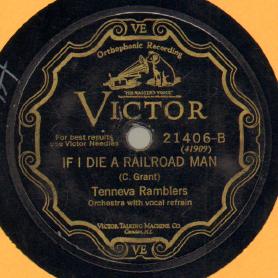 VE
Orthophonic Recording
"HIS MASTER'S VOICE"
VICTOR
For best results
use Victor Needles
21406-B
(41909)
IF I DIE A RAILROAD MAN
(C. Grant)
Tenneva Ramblers
Orchestra with vocal refrain
VICTOR TALKING MACHINE CO.
Camden, N.J.
VE